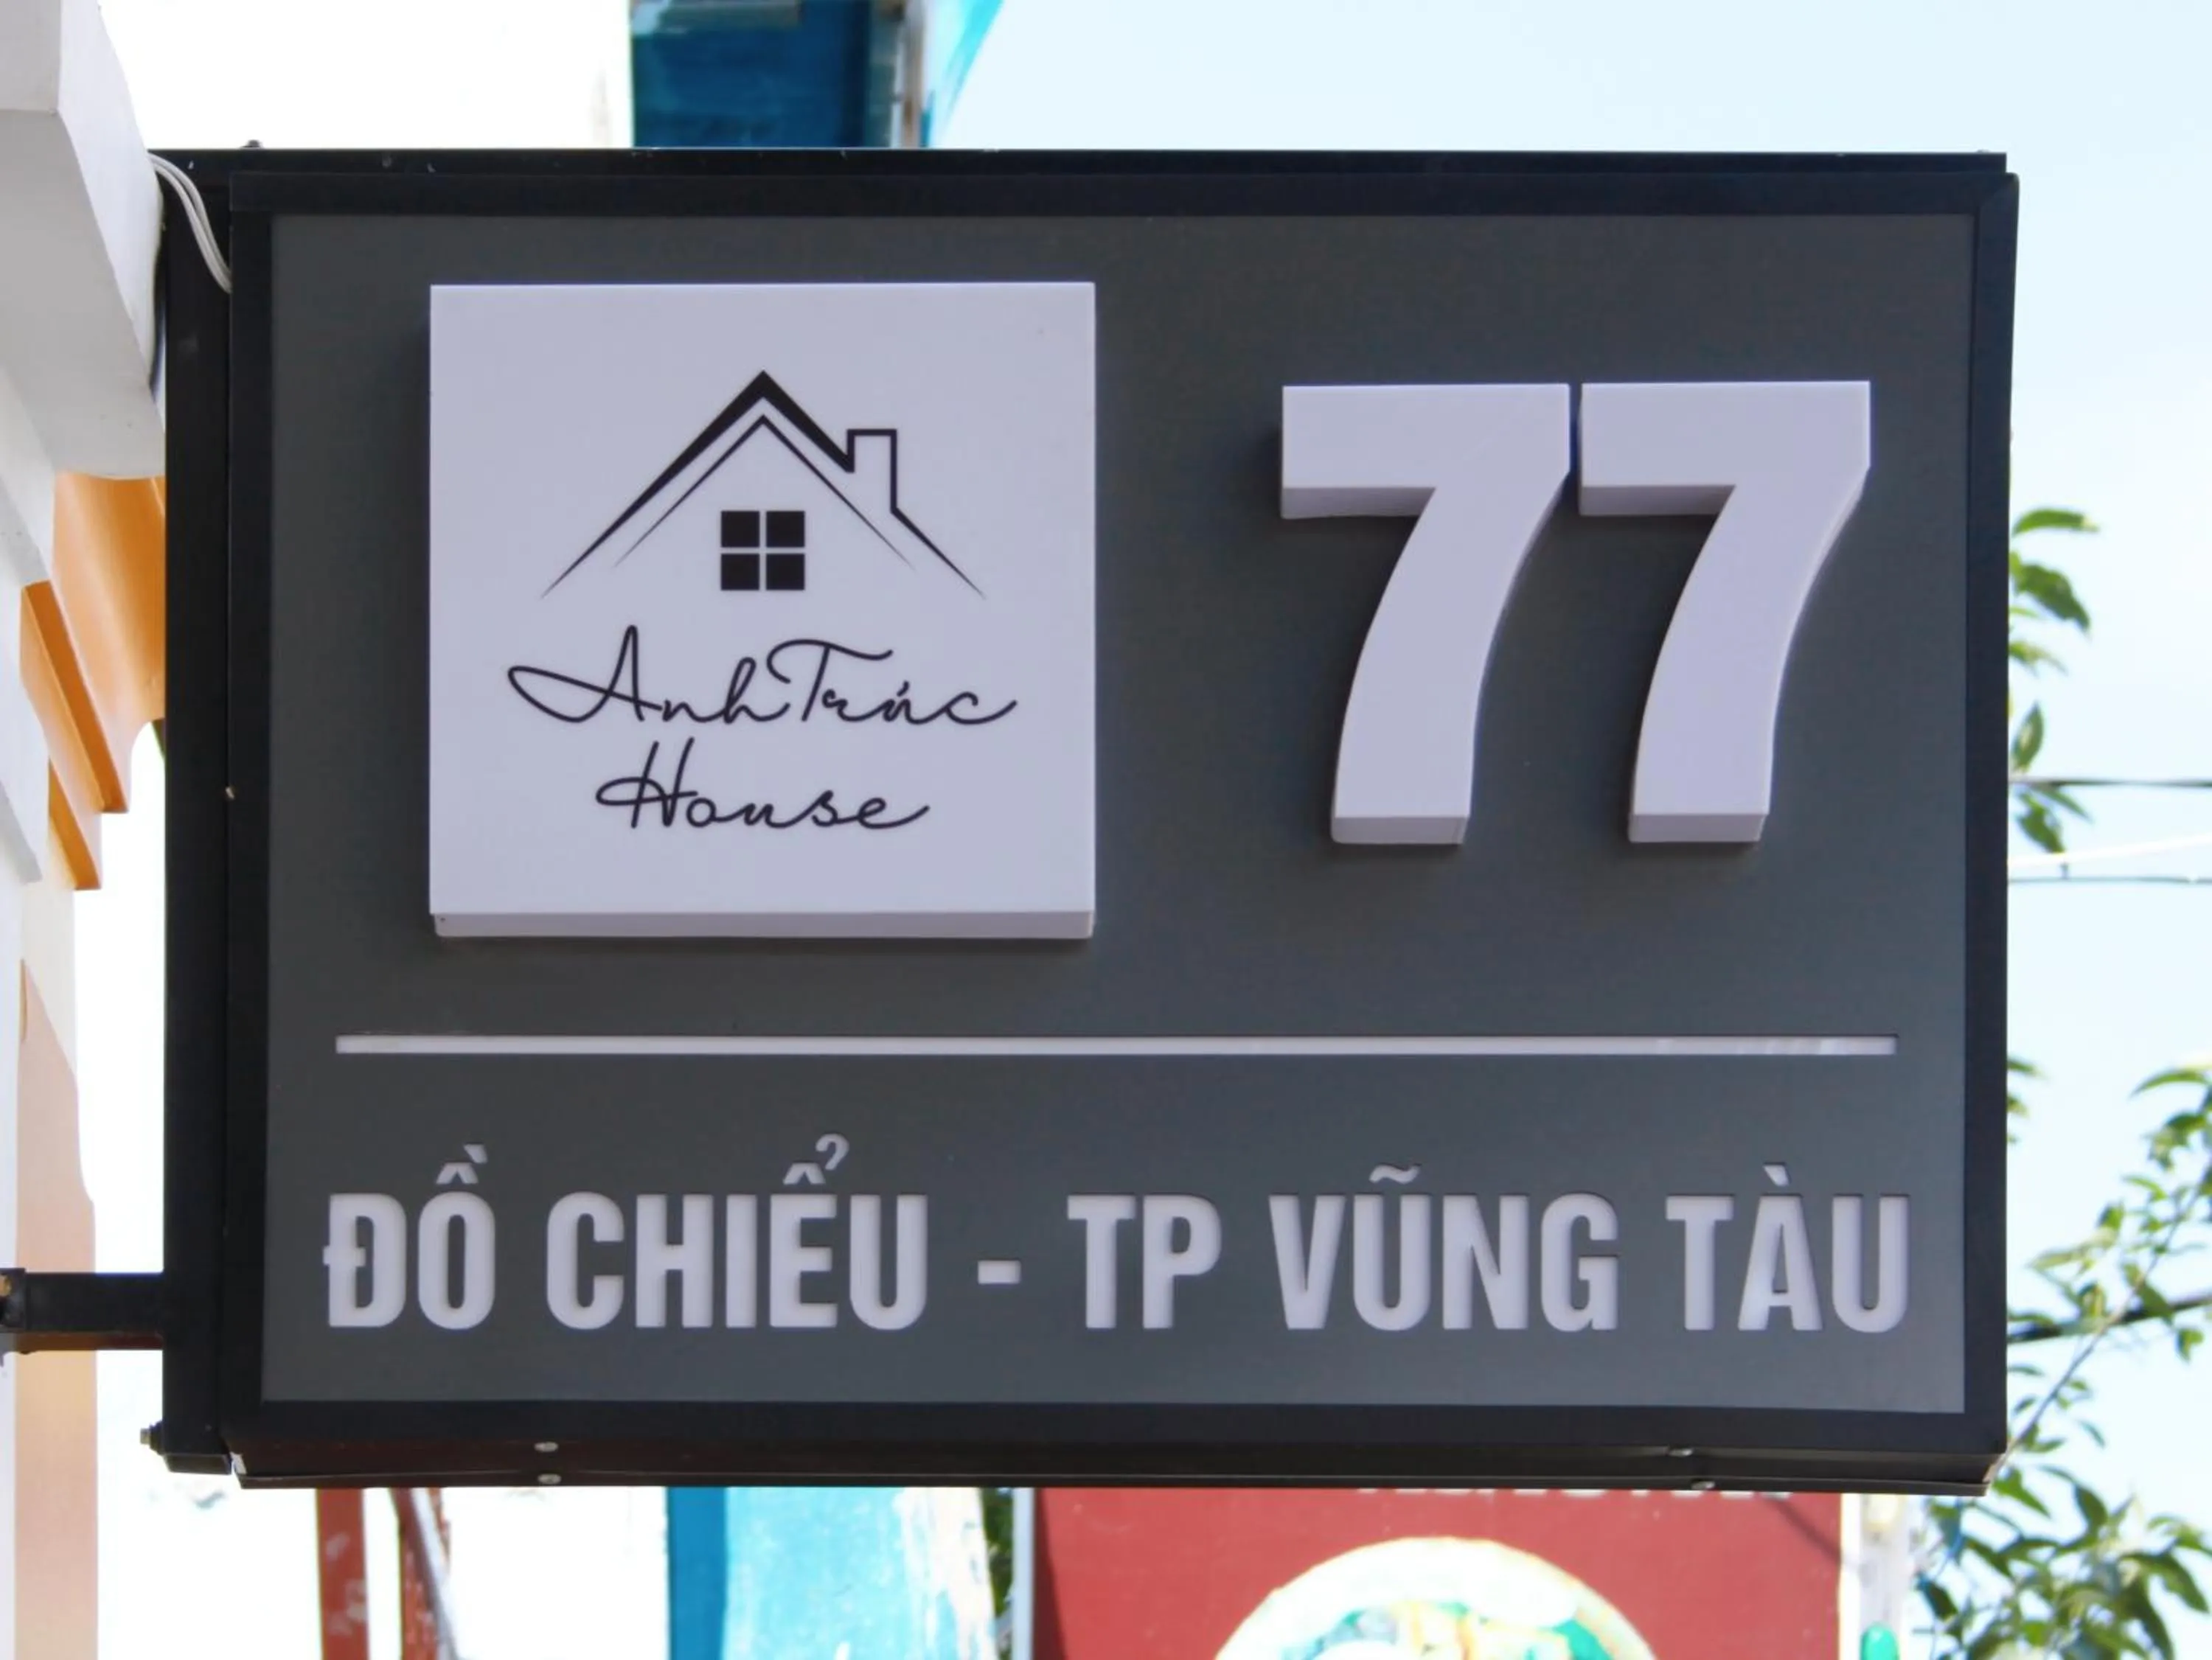 Anh Trúc
House
77
ĐỒ CHIỂU - TP VŨNG TÀU